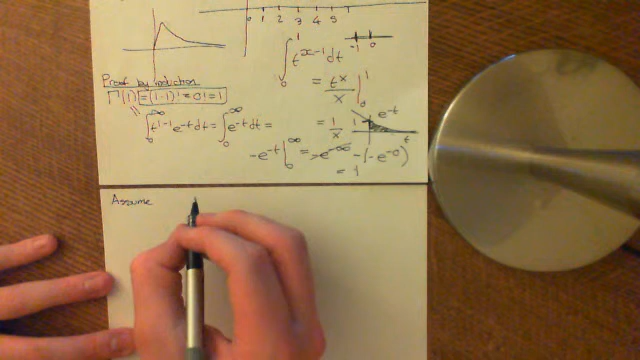 0 1 2 3 4 5
∫₀¹ t^(x-1) dt
-1 0
= t^x/x |₀¹
Proof by induction
Γ(1) = (1-1)! = 0! = 1
∫₀^∞ t^(1-1) e^-t dt = ∫₀^∞ e^-t dt =
= 1/x
1 e^-t
t
-e^-t |₀^∞ = -e^-∞ - (-e^-0)
= 1
Assume